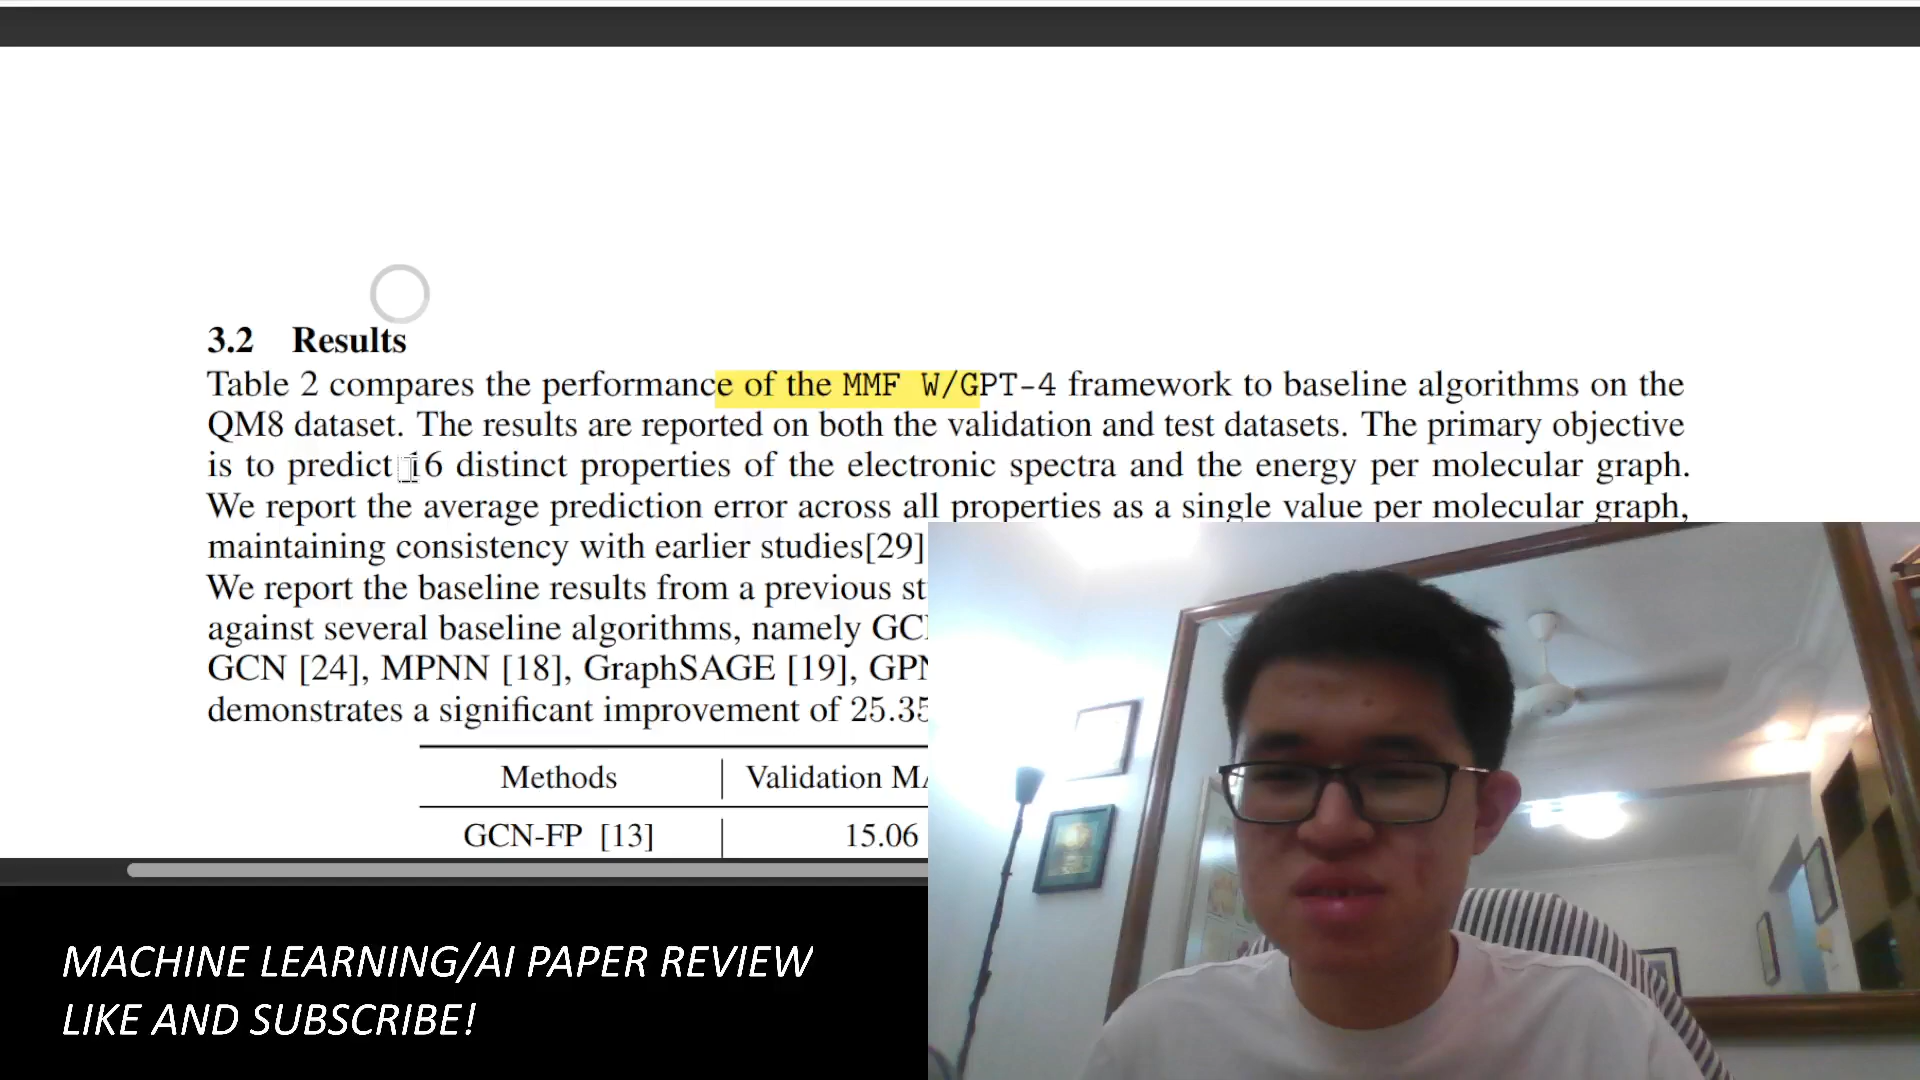 3.2 Results
Table 2 compares the performance of the MMF W/GPT-4 framework to baseline algorithms on the
QM8 dataset. The results are reported on both the validation and test datasets. The primary objective
is to predict 16 distinct properties of the electronic spectra and the energy per molecular graph.
We report the average prediction error across all properties as a single value per molecular graph,
maintaining consistency with earlier studies[29]
We report the baseline results from a previous
against several baseline algorithms, namely
GCN [24], MPNN [18], GraphSAGE [19],
demonstrates a significant improvement of 25.35
Methods Validation
GCN-FP [13] 15.06
MACHINE LEARNING/AI PAPER REVIEW
LIKE AND SUBSCRIBE!